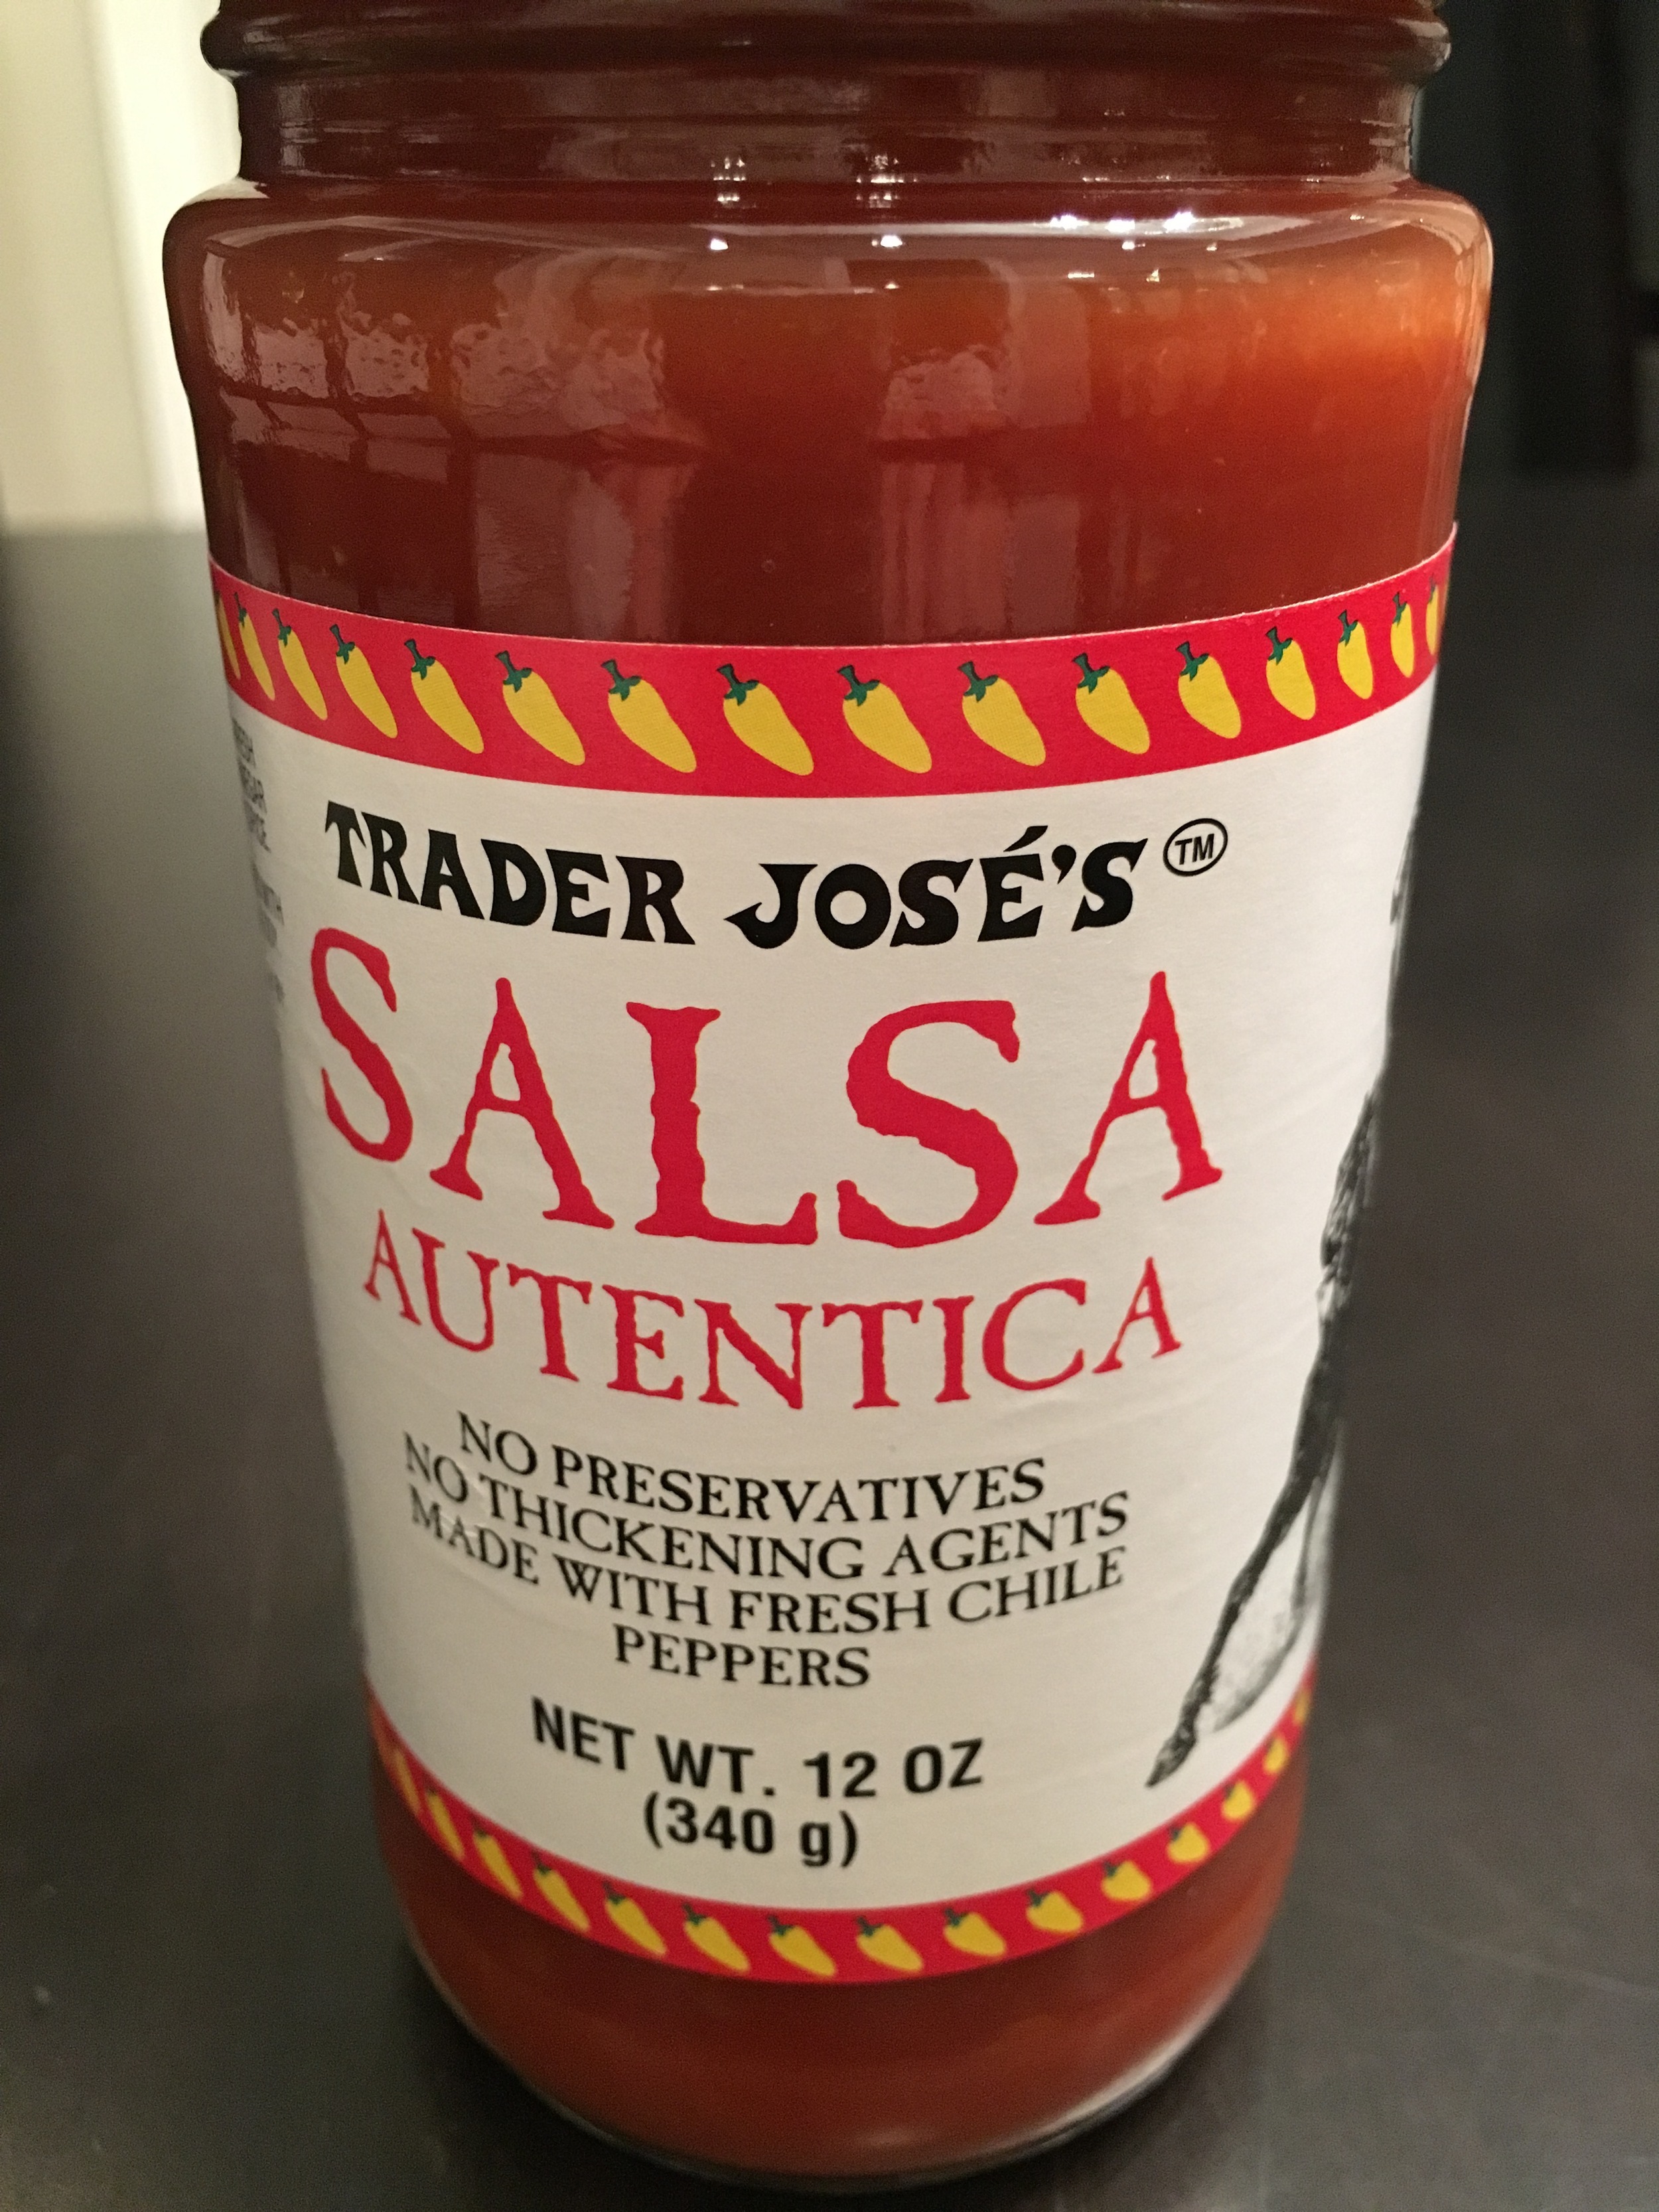 TRADER JOSÉ'S TM
SALSA
AUTENTICA
NO PRESERVATIVES
NO THICKENING AGENTS
MADE WITH FRESH CHILE
PEPPERS
NET WT. 12 OZ
(340 g)